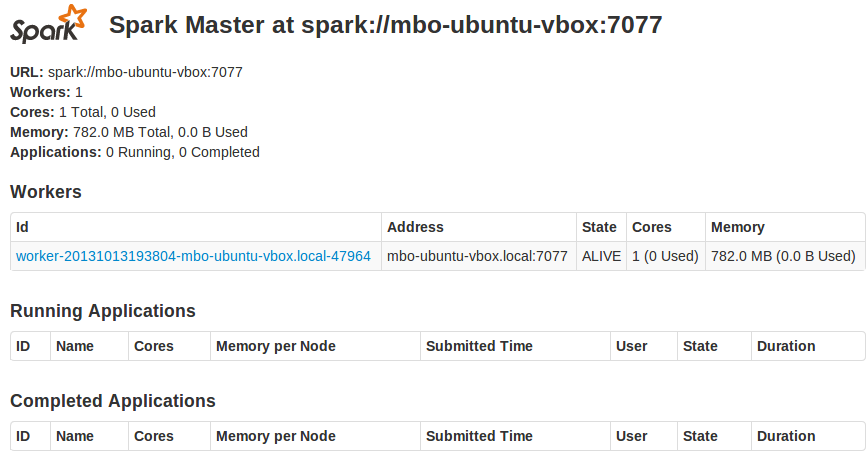 Spark Spark Master at spark://mbo-ubuntu-vbox:7077
URL: spark://mbo-ubuntu-vbox:7077
Workers: 1
Cores: 1 Total, 0 Used
Memory: 782.0 MB Total, 0.0 B Used
Applications: 0 Running, 0 Completed
Workers
Id Address State Cores Memory
worker-20131013193804-mbo-ubuntu-vbox.local-47964 mbo-ubuntu-vbox.local:7077 ALIVE 1 (0 Used) 782.0 MB (0.0 B Used)
Running Applications
ID Name Cores Memory per Node Submitted Time User State Duration
Completed Applications
ID Name Cores Memory per Node Submitted Time User State Duration